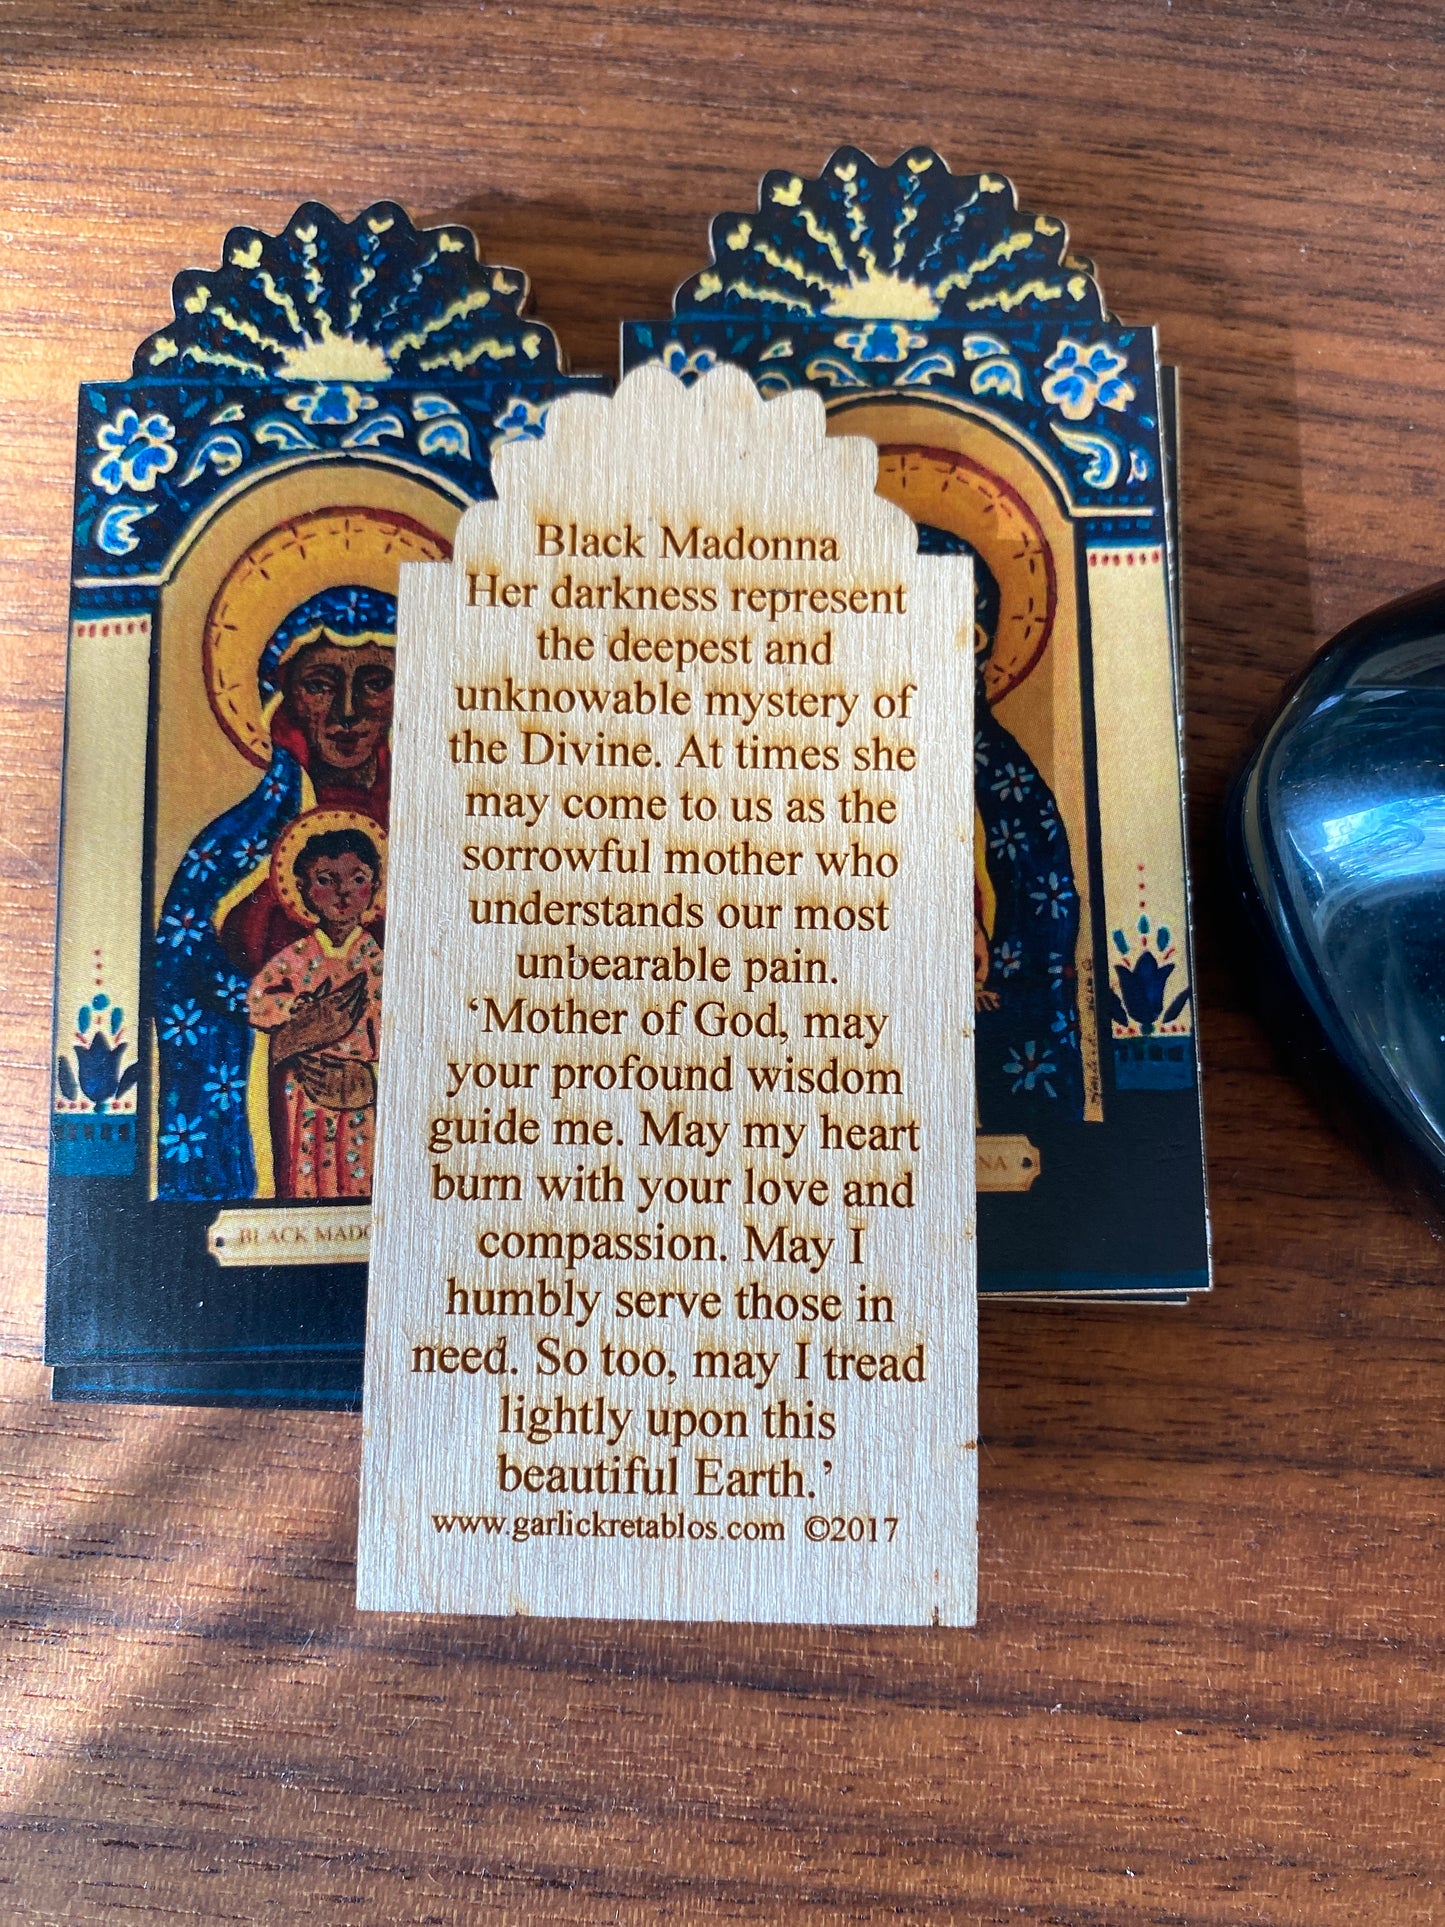 Black Madonna
Her darkness represent
the deepest and
unknowable mystery of
the Divine. At times she
may come to us as the
sorrowful mother who
understands our most
unbearable pain.
‘Mother of God, may
your profound wisdom
guide me. May my heart
burn with your love and
compassion. May I
humbly serve those in
need. So too, may I tread
lightly upon this
beautiful Earth.’
www.garlickretablos.com ©2017
BLACK MADO
NNA